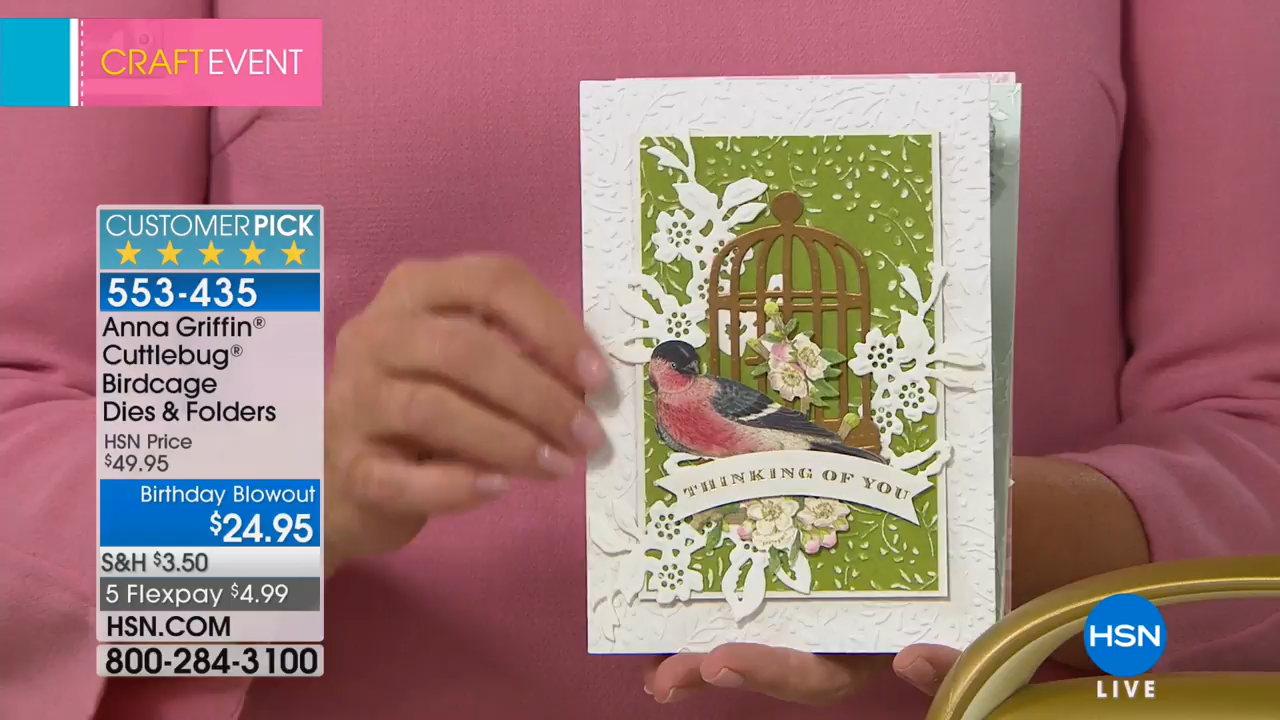 CRAFT EVENT
CUSTOMER PICK
553-435
Anna Griffin®
Cuttlebug®
Birdcage
Dies & Folders
HSN Price
$49.95
Birthday Blowout
$24.95
S&H $3.50
5 Flexpay $4.99
HSN.COM
800-284-3100
THINKING OF YOU
HSN
LIVE